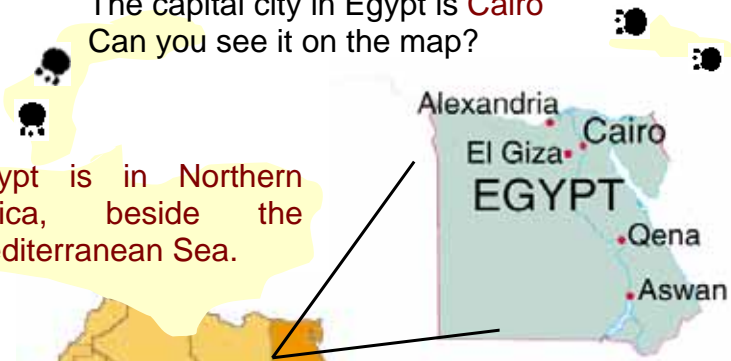 The capital city in Egypt is Cairo
Can you see it on the map?
ypt is in Northern
ica, beside the
editerranean Sea.
Alexandria
Cairo
El Giza
EGYPT
Qena
Aswan